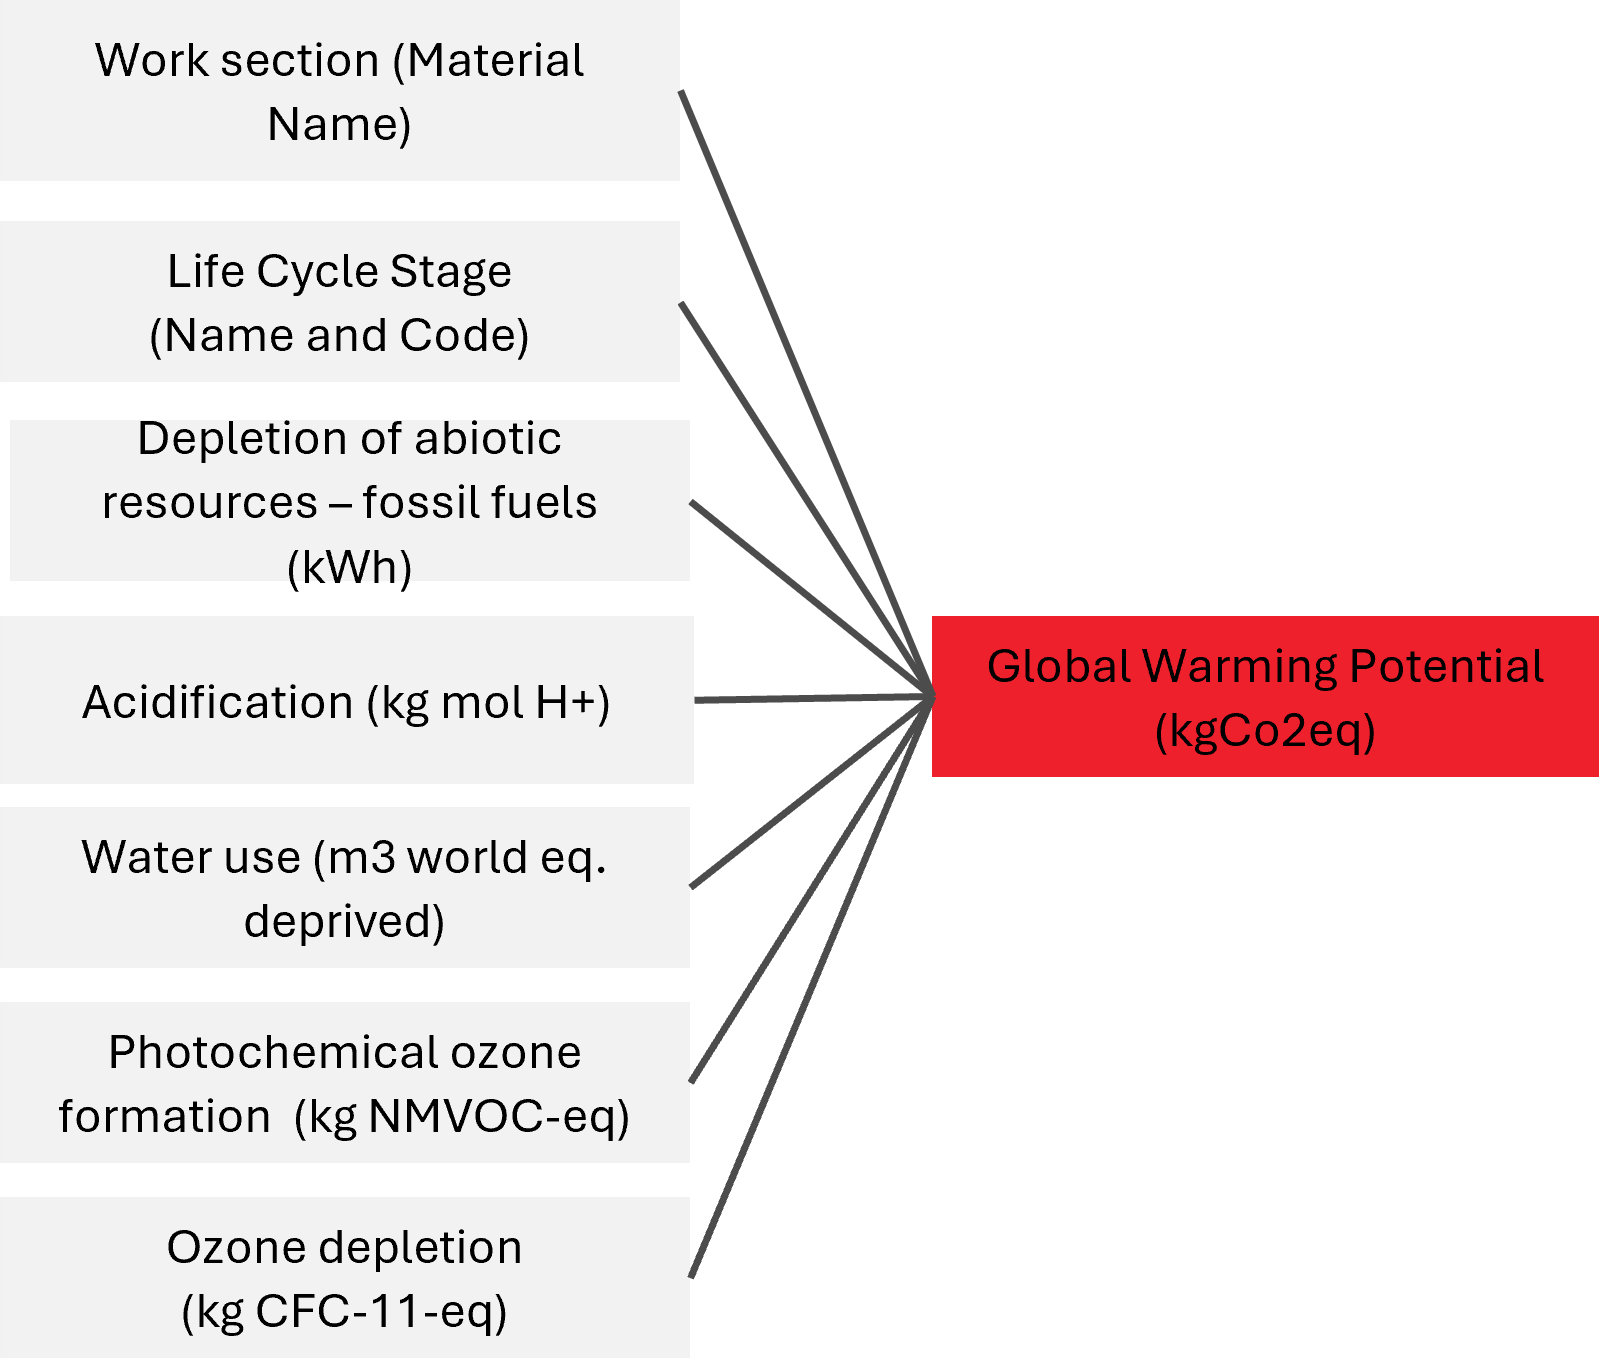 Work section (Material
Name)
Life Cycle Stage
(Name and Code)
Depletion of abiotic
resources – fossil fuels
(kWh)
Acidification (kg mol H+)
Water use (m3 world eq.
deprived)
Photochemical ozone
formation  (kg NMVOC-eq)
Ozone depletion
(kg CFC-11-eq)
Global Warming Potential
(kgCo2eq)